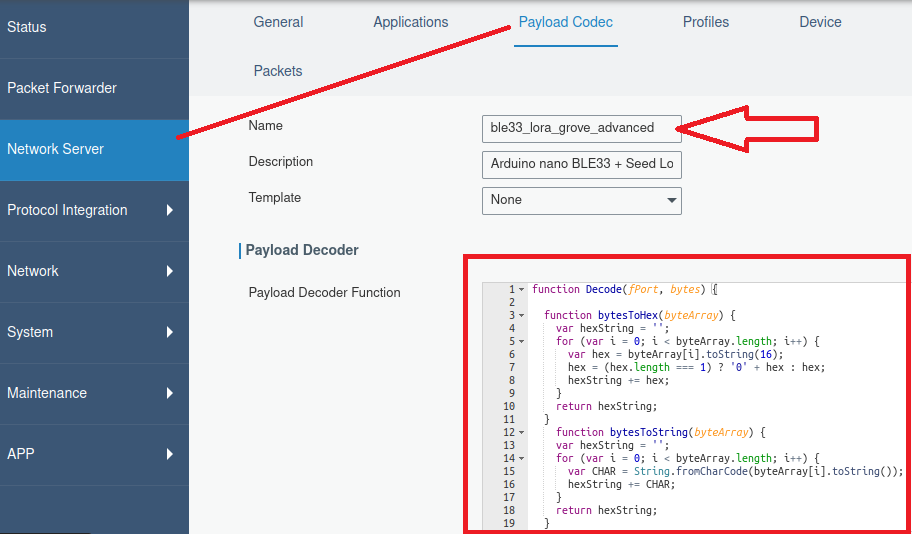 Status
Packet Forwarder
Network Server
Protocol Integration
Network
System
Maintenance
APP
General Applications Payload Codec Profiles Device
Packets
Name ble33_lora_grove_advanced
Description Arduino nano BLE33 + Seed Lo
Template None
Payload Decoder
Payload Decoder Function
1 function Decode(fPort, bytes) {
2
3 function bytesToHex(byteArray) {
4 var hexString = '';
5 for (var i = 0; i < byteArray.length; i++) {
6 var hex = byteArray[i].toString(16);
7 hex = (hex.length === 1) ? '0' + hex : hex;
8 hexString += hex;
9 }
10 return hexString;
11 }
12 function bytesToString(byteArray) {
13 var hexString = '';
14 for (var i = 0; i < byteArray.length; i++) {
15 var CHAR = String.fromCharCode(byteArray[i].toString());
16 hexString += CHAR;
17 }
18 return hexString;
19 }